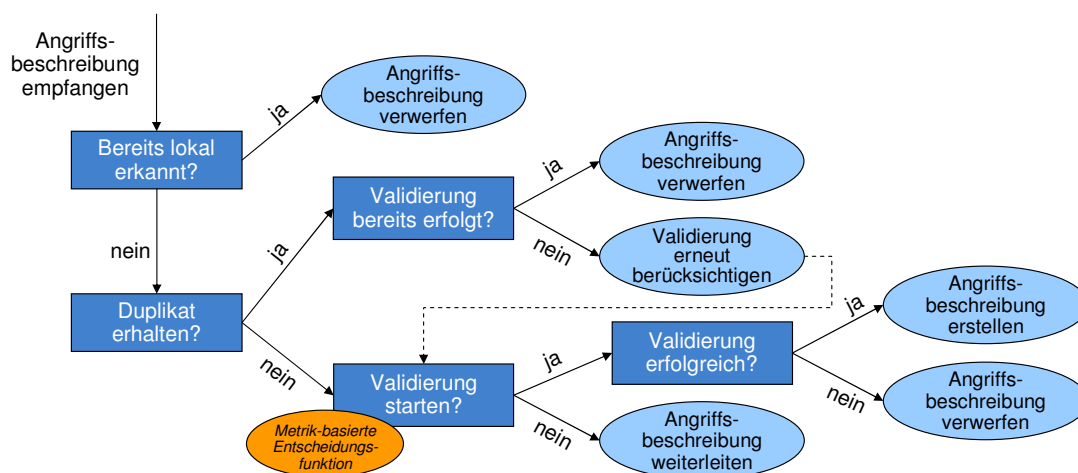 Angriffs-
beschreibung
empfangen
ja
Angriffs-
beschreibung
verwerfen
Bereits lokal
erkannt?
nein
ja
Validierung
bereits erfolgt?
ja
Angriffs-
beschreibung
verwerfen
nein
Validierung
erneut
berücksichtigen
Duplikat
erhalten?
nein
Validierung
starten?
Metrik-basierte
Entscheidungs-
funktion
ja
Validierung
erfolgreich?
ja
Angriffs-
beschreibung
erstellen
nein
Angriffs-
beschreibung
verwerfen
nein
Angriffs-
beschreibung
weiterleiten